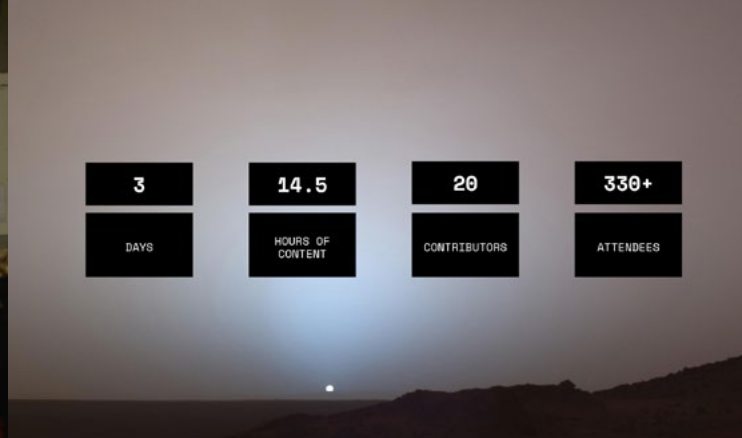 3
DAYS
14.5
HOURS OF
CONTENT
20
CONTRIBUTORS
330+
ATTENDEES